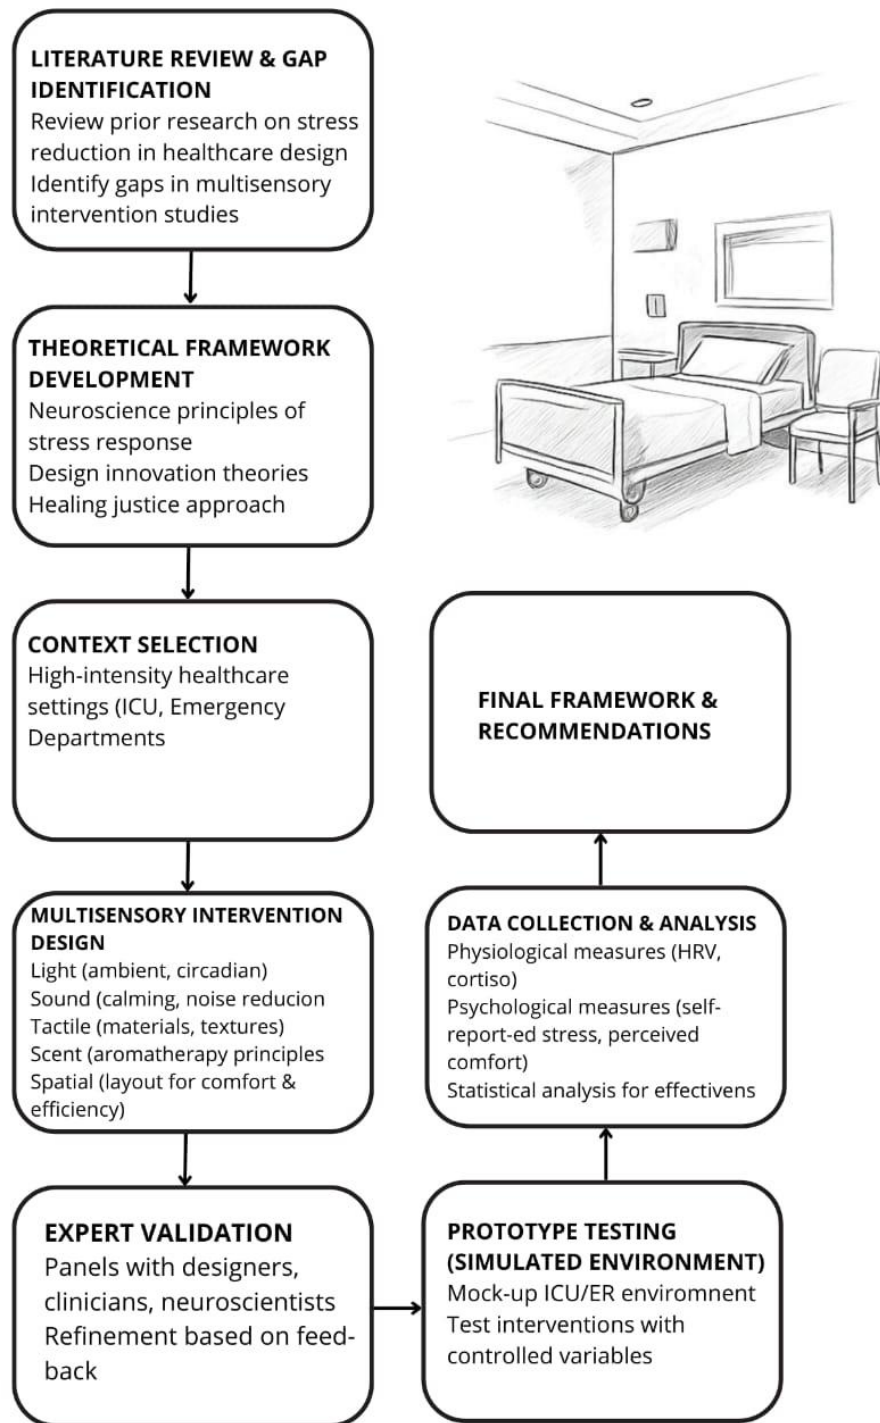 LITERATURE REVIEW & GAP
IDENTIFICATION
Review prior research on stress
reduction in healthcare design
Identify gaps in multisensory
intervention studies
THEORETICAL FRAMEWORK
DEVELOPMENT
Neuroscience principles of
stress response
Design innovation theories
Healing justice approach
CONTEXT SELECTION
High-intensity healthcare
settings (ICU, Emergency
Departments
MULTISENSORY INTERVENTION
DESIGN
Light (ambient, circadian)
Sound (calming, noise reducion
Tactile (materials, textures)
Scent (aromatherapy principles
Spatial (layout for comfort &
efficiency)
EXPERT VALIDATION
Panels with designers,
clinicians, neuroscientists
Refinement based on feed-
back
PROTOTYPE TESTING
(SIMULATED ENVIRONMENT)
Mock-up ICU/ER enviromnent
Test interventions with
controlled variables
DATA COLLECTION & ANALYSIS
Physiological measures (HRV,
cortiso)
Psychological measures (self-
report-ed stress, perceived
comfort)
Statistical analysis for effectivens
FINAL FRAMEWORK &
RECOMMENDATIONS